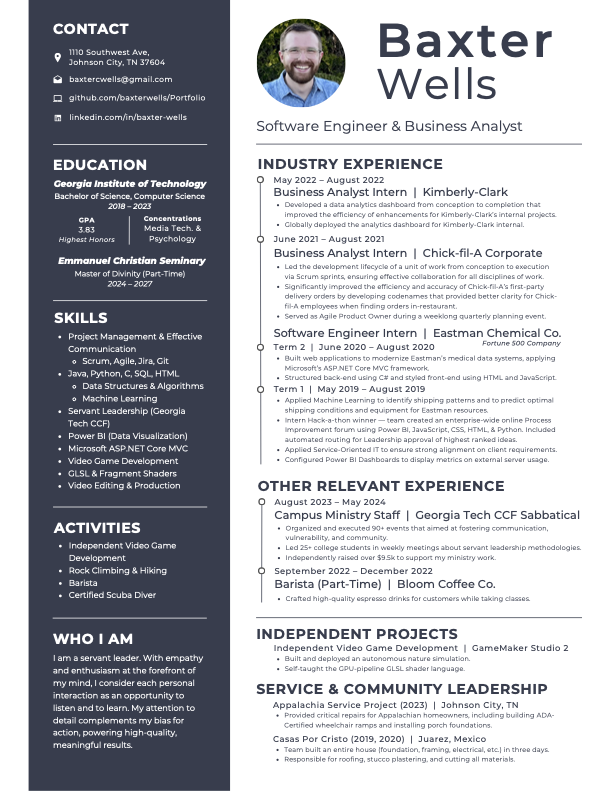 CONTACT
1110 Southwest Ave,
Johnson City, TN 37604
baxtercwells@gmail.com
github.com/baxterwells/Portfolio
linkedin.com/in/baxter-wells
EDUCATION
Georgia Institute of Technology
Bachelor of Science, Computer Science
2018 – 2023
GPA
3.83
Highest Honors
Concentrations
Media Tech. &
Psychology
Emmanuel Christian Seminary
Master of Divinity (Part-Time)
2024 – 2027
SKILLS
• Project Management & Effective
Communication
○ Scrum, Agile, Jira, Git
• Java, Python, C, SQL, HTML
○ Data Structures & Algorithms
○ Machine Learning
• Servant Leadership (Georgia
Tech CCF)
• Power BI (Data Visualization)
• Microsoft ASP.NET Core MVC
• Video Game Development
• GLSL & Fragment Shaders
• Video Editing & Production
ACTIVITIES
• Independent Video Game
Development
• Rock Climbing & Hiking
• Barista
• Certified Scuba Diver
WHO I AM
I am a servant leader. With empathy
and enthusiasm at the forefront of
my mind, I consider each personal
interaction as an opportunity to
listen and to learn. My attention to
detail complements my bias for
action, powering high-quality,
meaningful results.
Baxter
Wells
Software Engineer & Business Analyst
INDUSTRY EXPERIENCE
May 2022 – August 2022
Business Analyst Intern | Kimberly-Clark
• Developed a data analytics dashboard from conception to completion that
improved the efficiency of enhancements for Kimberly-Clark's internal projects.
• Globally deployed the analytics dashboard for Kimberly-Clark internal.
June 2021 – August 2021
Business Analyst Intern | Chick-fil-A Corporate
• Led the development lifecycle of a unit of work from conception to execution
via Scrum sprints, ensuring effective collaboration for all disciplines of work.
• Significantly improved the efficiency and accuracy of Chick-fil-A's first-party
delivery orders by developing codenames that provided better clarity for Chick-
fil-A employees when finding orders in-restaurant.
• Served as Agile Product Owner during a weeklong quarterly planning event.
Software Engineer Intern | Eastman Chemical Co.
Fortune 500 Company
Term 2 | June 2020 – August 2020
• Built web applications to modernize Eastman's medical data systems, applying
Microsoft's ASP.NET Core MVC framework.
• Structured back-end using C# and styled front-end using HTML and JavaScript.
Term 1 | May 2019 – August 2019
• Applied Machine Learning to identify shipping patterns and to predict optimal
shipping conditions and equipment for Eastman resources.
• Intern Hack-a-thon winner — team created an enterprise-wide online Process
Improvement forum using Power BI, JavaScript, CSS, HTML, & Python. Included
automated routing for Leadership approval of highest ranked ideas.
• Applied Service-Oriented IT to ensure strong alignment on client requirements.
• Configured Power BI Dashboards to display metrics on external server usage.
OTHER RELEVANT EXPERIENCE
August 2023 – May 2024
Campus Ministry Staff | Georgia Tech CCF Sabbatical
• Organized and executed 90+ events that aimed at fostering communication,
vulnerability, and community.
• Led 25+ college students in weekly meetings about servant leadership methodologies.
• Independently raised over $9.5k to support my ministry work.
September 2022 – December 2022
Barista (Part-Time) | Bloom Coffee Co.
• Crafted high-quality espresso drinks for customers while taking classes.
INDEPENDENT PROJECTS
Independent Video Game Development | GameMaker Studio 2
• Built and deployed an autonomous nature simulation.
• Self-taught the GPU-pipeline GLSL shader language.
SERVICE & COMMUNITY LEADERSHIP
Appalachia Service Project (2023) | Johnson City, TN
• Provided critical repairs for Appalachian homeowners, including building ADA-
Certified wheelchair ramps and installing porch foundations.
Casas Por Cristo (2019, 2020) | Juarez, Mexico
• Team built an entire house (foundation, framing, electrical, etc.) in three days.
• Responsible for roofing, stucco plastering, and cutting all materials.